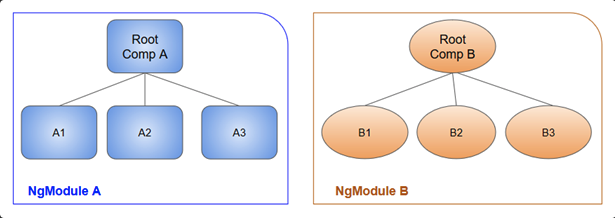 Root
Comp A
A1
A2
A3
NgModule A
Root
Comp B
B1
B2
B3
NgModule B